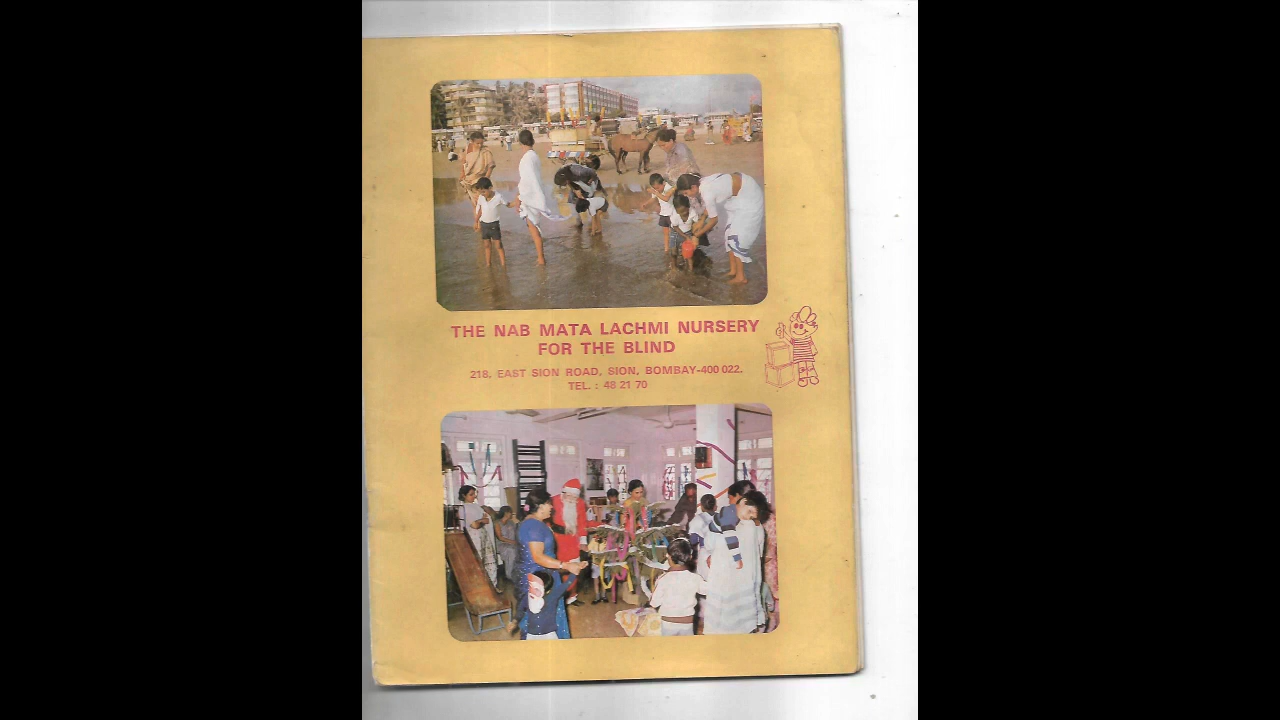 THE NAB MATA LACHMI NURSERY
FOR THE BLIND
218, EAST SION ROAD, SION, BOMBAY-400 022.
TEL. : 48 21 70